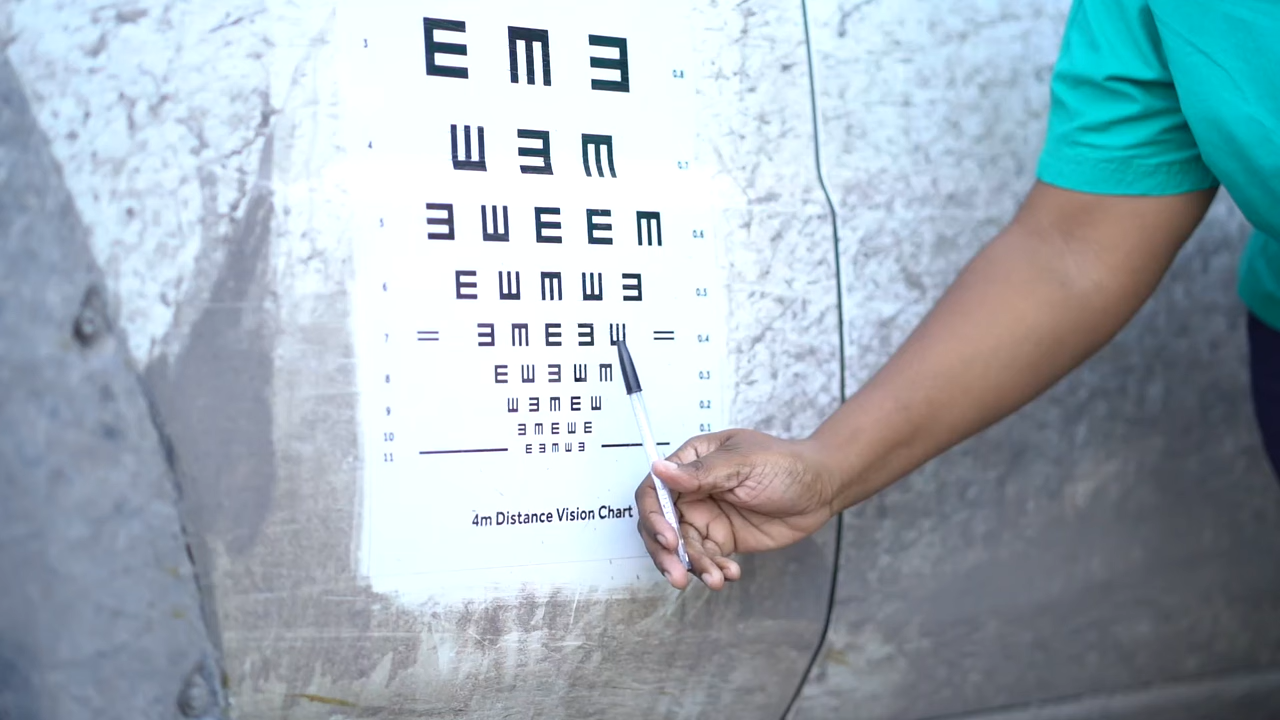 3 E m Ǝ 0.8
4 Ш Ǝ m 0.7
5 Ǝ Ш E E m 0.6
6 E Ш m Ш Ǝ 0.5
7 = Ǝ m E Ǝ Ш = 0.4
8 E Ш Ǝ Ш m 0.3
9 Ш Ǝ m E Ш 0.2
10 Ǝ m E Ш E 0.1
11 E Ǝ m Ш Ǝ
4m Distance Vision Chart